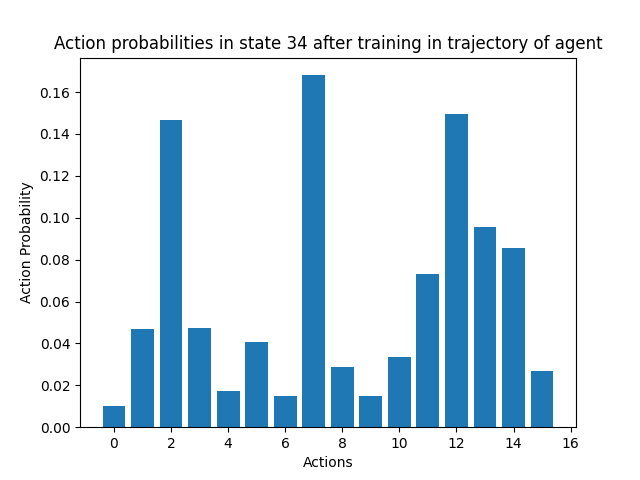 Action probabilities in state 34 after training in trajectory of agent
0.16
0.14
0.12
0.10
0.08
0.06
0.04
0.02
0.00
Action Probability
0 2 4 6 8 10 12 14 16
Actions